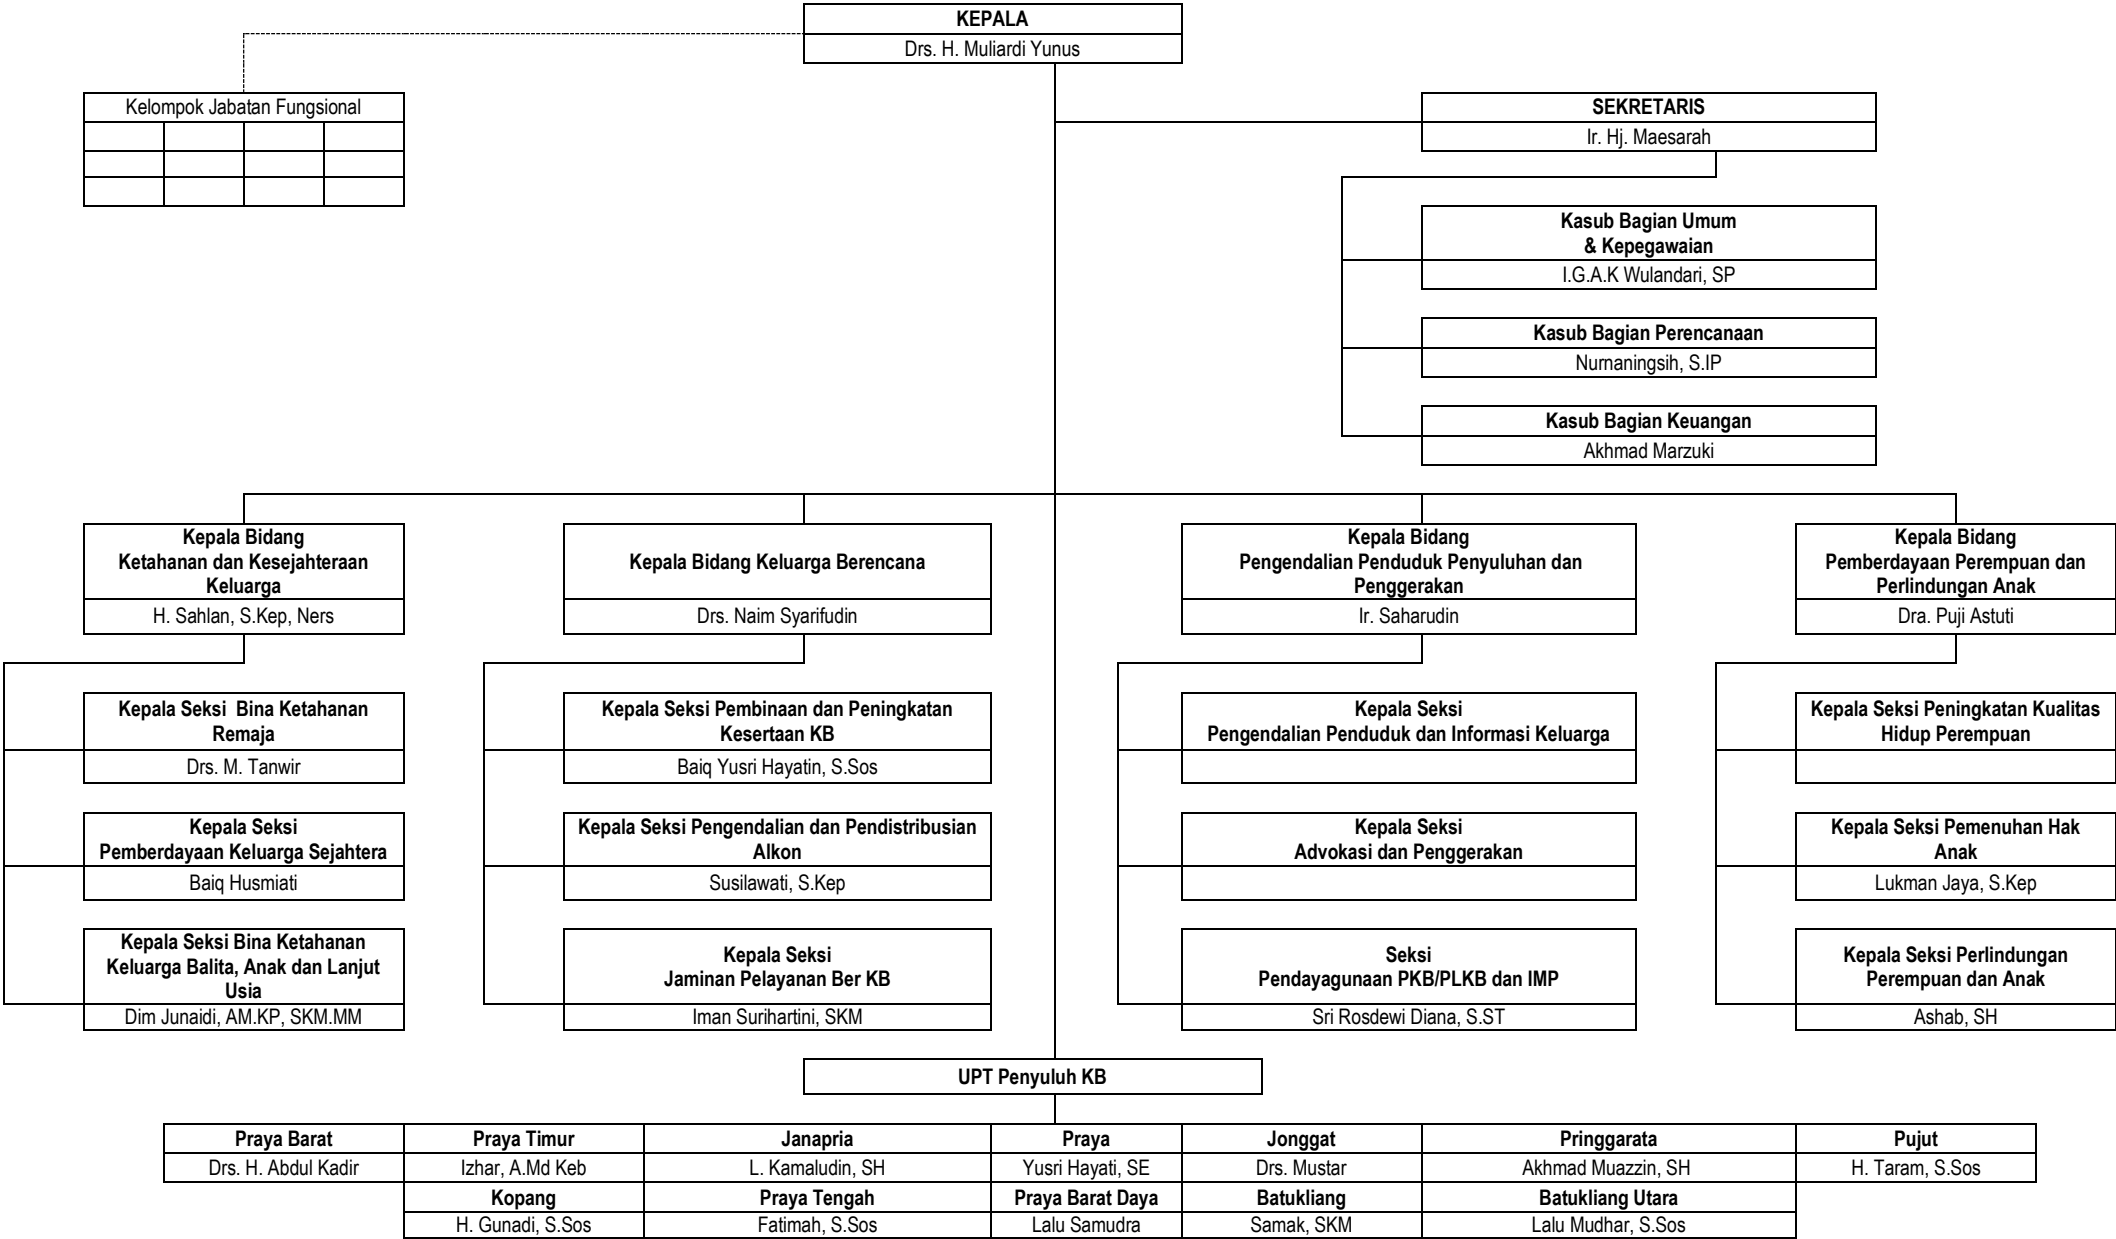 KEPALA
Drs. H. Muliardi Yunus
Kelompok Jabatan Fungsional
SEKRETARIS
Ir. Hj. Maesarah
Kasub Bagian Umum
& Kepegawaian
I.G.A.K Wulandari, SP
Kasub Bagian Perencanaan
Nurnaningsih, S.IP
Kasub Bagian Keuangan
Akhmad Marzuki
Kepala Bidang
Ketahanan dan Kesejahteraan
Keluarga
H. Sahlan, S.Kep, Ners
Kepala Bidang Keluarga Berencana
Drs. Naim Syarifudin
Kepala Bidang
Pengendalian Penduduk Penyuluhan dan
Penggerakan
Ir. Saharudin
Kepala Bidang
Pemberdayaan Perempuan dan
Perlindungan Anak
Dra. Puji Astuti
Kepala Seksi  Bina Ketahanan
Remaja
Drs. M. Tanwir
Kepala Seksi Pembinaan dan Peningkatan
Kesertaan KB
Baiq Yusri Hayatin, S.Sos
Kepala Seksi
Pengendalian Penduduk dan Informasi Keluarga
Kepala Seksi Peningkatan Kualitas
Hidup Perempuan
Kepala Seksi
Pemberdayaan Keluarga Sejahtera
Baiq Husmiati
Kepala Seksi Pengendalian dan Pendistribusian
Alkon
Susilawati, S.Kep
Kepala Seksi
Advokasi dan Penggerakan
Kepala Seksi Pemenuhan Hak
Anak
Lukman Jaya, S.Kep
Kepala Seksi Bina Ketahanan
Keluarga Balita, Anak dan Lanjut
Usia
Dim Junaidi, AM.KP, SKM.MM
Kepala Seksi
Jaminan Pelayanan Ber KB
Iman Surihartini, SKM
Seksi
Pendayagunaan PKB/PLKB dan IMP
Sri Rosdewi Diana, S.ST
Kepala Seksi Perlindungan
Perempuan dan Anak
Ashab, SH
UPT Penyuluh KB
Praya Barat
Drs. H. Abdul Kadir
Praya Timur
Izhar, A.Md Keb
Janapria
L. Kamaludin, SH
Praya
Yusri Hayati, SE
Jonggat
Drs. Mustar
Pringgarata
Akhmad Muazzin, SH
Pujut
H. Taram, S.Sos
Kopang
H. Gunadi, S.Sos
Praya Tengah
Fatimah, S.Sos
Praya Barat Daya
Lalu Samudra
Batukliang
Samak, SKM
Batukliang Utara
Lalu Mudhar, S.Sos